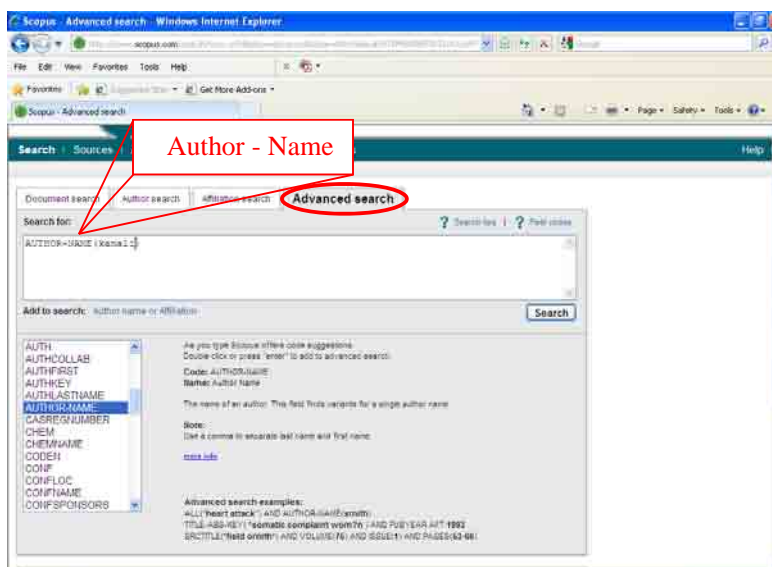 Scopus - Advanced search - Windows Internet Explorer
scopus.com
File Edit View Favorites Tools Help
Favorites Get More Add-ons
Scopus - Advanced search
Page Safety Tools
Search Sources
Help
Author - Name
Document search Author search Affiliation search Advanced search
Search for:
? Search tips ? Field codes
Add to search: Author name or Affiliation
Search
AUTH
AUTHCOLLAB
AUTHFIRST
AUTHKEY
AUTHLASTNAME
AUTHOR-NAME
CASREGNUMBER
CHEM
CHEMNAME
CODEN
CONF
CONFLOC
CONFNAME
CONFSPONSORS
As you type Scopus offers code suggestions.
Double click or press "enter" to add to advanced search.
Code: AUTHOR-NAME
Name: Author Name
The name of an author. This field finds variants for a single author name
Note:
Use a comma to separate last name and first name
more info
Advanced search examples:
ALL("heart attack") AND AUTHOR-NAME(smith)
TITLE-ABS-KEY( *somatic complaint wom?n ) AND PUBYEAR AFT 1993
SRCTITLE(*field ornith*) AND VOLUME(76) AND ISSUE(1) AND PAGES(53-66)